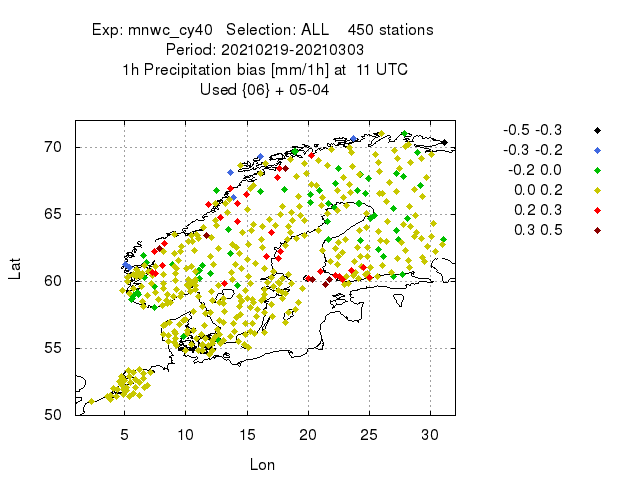 Exp: mnwc_cy40   Selection: ALL    450 stations
Period: 20210219-20210303
1h Precipitation bias [mm/1h] at  11 UTC
Used {06} + 05-04
-0.5 -0.3
-0.3 -0.2
-0.2 0.0
0.0 0.2
0.2 0.3
0.3 0.5
70
65
60
55
50
Lat
5 10 15 20 25 30
Lon